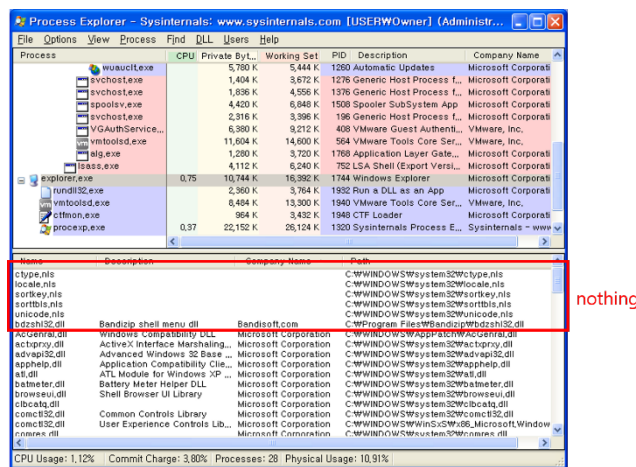 Process Explorer - Sysinternals: www.sysinternals.com [USER₩Owner] (Administr...
File Options View Process Find DLL Users Help
Process CPU Private Byt... Working Set PID Description Company Name
wuauclt,exe 5,780 K 5,444 K 1260 Automatic Updates Microsoft Corporati
svchost,exe 1,404 K 3,672 K 1276 Generic Host Process f... Microsoft Corporati
svchost,exe 1,836 K 4,556 K 1376 Generic Host Process f... Microsoft Corporati
spoolsv,exe 4,420 K 6,848 K 1508 Spooler SubSystem App Microsoft Corporati
svchost,exe 2,316 K 3,396 K 196 Generic Host Process f... Microsoft Corporati
VGAuthService... 6,380 K 9,212 K 408 VMware Guest Authenti... VMware, Inc,
vmtoolsd,exe 11,604 K 14,600 K 564 VMware Tools Core Ser... VMware, Inc,
alg,exe 1,280 K 3,720 K 1768 Application Layer Gate... Microsoft Corporati
lsass,exe 4,112 K 6,240 K 752 LSA Shell (Export Versi... Microsoft Corporati
explorer,exe 0,75 10,744 K 16,392 K 1744 Windows Explorer Microsoft Corporati
rundll32,exe 2,360 K 3,764 K 1932 Run a DLL as an App Microsoft Corporati
vmtoolsd,exe 8,484 K 13,300 K 1940 VMware Tools Core Ser... VMware, Inc,
ctfmon,exe 964 K 3,432 K 1948 CTF Loader Microsoft Corporati
procexp,exe 0,37 22,152 K 26,124 K 1320 Sysinternals Process E... Sysinternals - www
Name Description Company Name Path
ctype,nls C:₩WINDOWS₩system32₩ctype,nls
locale,nls C:₩WINDOWS₩system32₩locale,nls
sortkey,nls C:₩WINDOWS₩system32₩sortkey,nls
sorttbls,nls C:₩WINDOWS₩system32₩sorttbls,nls
unicode,nls C:₩WINDOWS₩system32₩unicode,nls
bdzshl32,dll Bandizip shell menu dll Bandisoft,com C:₩Program Files₩Bandizip₩bdzshl32,dll
nothing
AcGenral,dll Windows Compatibility DLL Microsoft Corporation C:₩WINDOWS₩AppPatch₩AcGenral,dll
actxprxy,dll ActiveX Interface Marshaling... Microsoft Corporation C:₩WINDOWS₩system32₩actxprxy,dll
advapi32,dll Advanced Windows 32 Base ... Microsoft Corporation C:₩WINDOWS₩system32₩advapi32,dll
apphelp,dll Application Compatibility Clie... Microsoft Corporation C:₩WINDOWS₩system32₩apphelp,dll
atl,dll ATL Module for Windows XP ... Microsoft Corporation C:₩WINDOWS₩system32₩atl,dll
batmeter,dll Battery Meter Helper DLL Microsoft Corporation C:₩WINDOWS₩system32₩batmeter,dll
browseui,dll Shell Browser UI Library Microsoft Corporation C:₩WINDOWS₩system32₩browseui,dll
clbcatq,dll Microsoft Corporation C:₩WINDOWS₩system32₩clbcatq,dll
comctl32,dll Common Controls Library Microsoft Corporation C:₩WINDOWS₩system32₩comctl32,dll
comctl32,dll User Experience Controls Lib... Microsoft Corporation C:₩WINDOWS₩WinSxS₩x86_Microsoft,Window
comres,dll Microsoft Corporation C:₩WINDOWS₩system32₩comres,dll
CPU Usage: 1,12% Commit Charge: 3,80% Processes: 28 Physical Usage: 10,91%